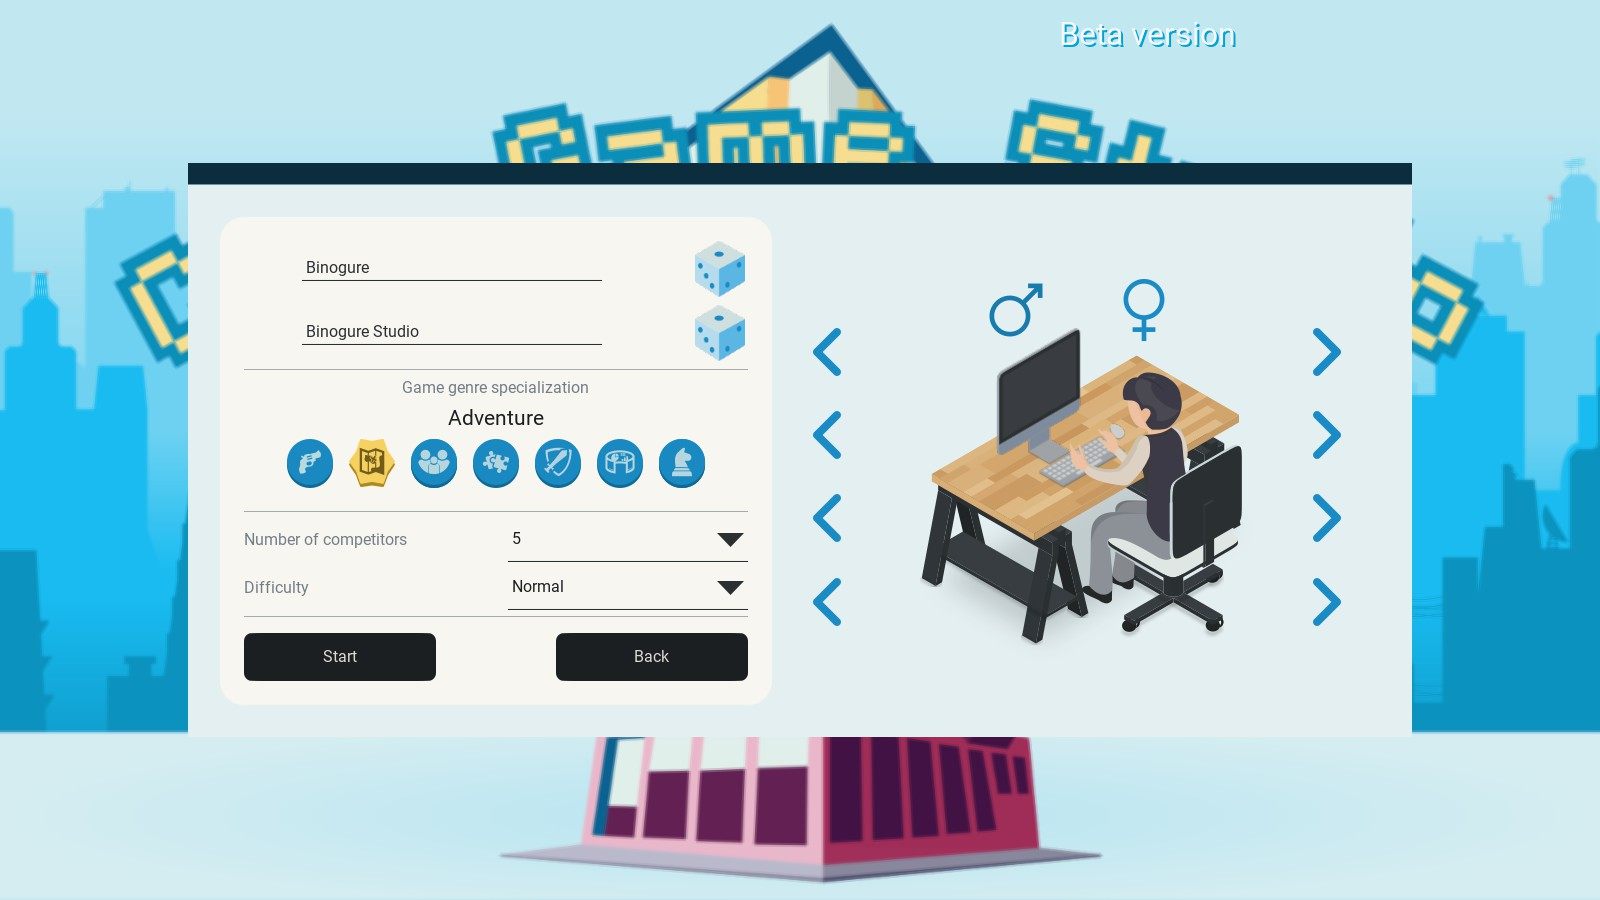 Beta version
Binogure
Binogure Studio
Game genre specialization
Adventure
Number of competitors
5
Difficulty
Normal
Start
Back